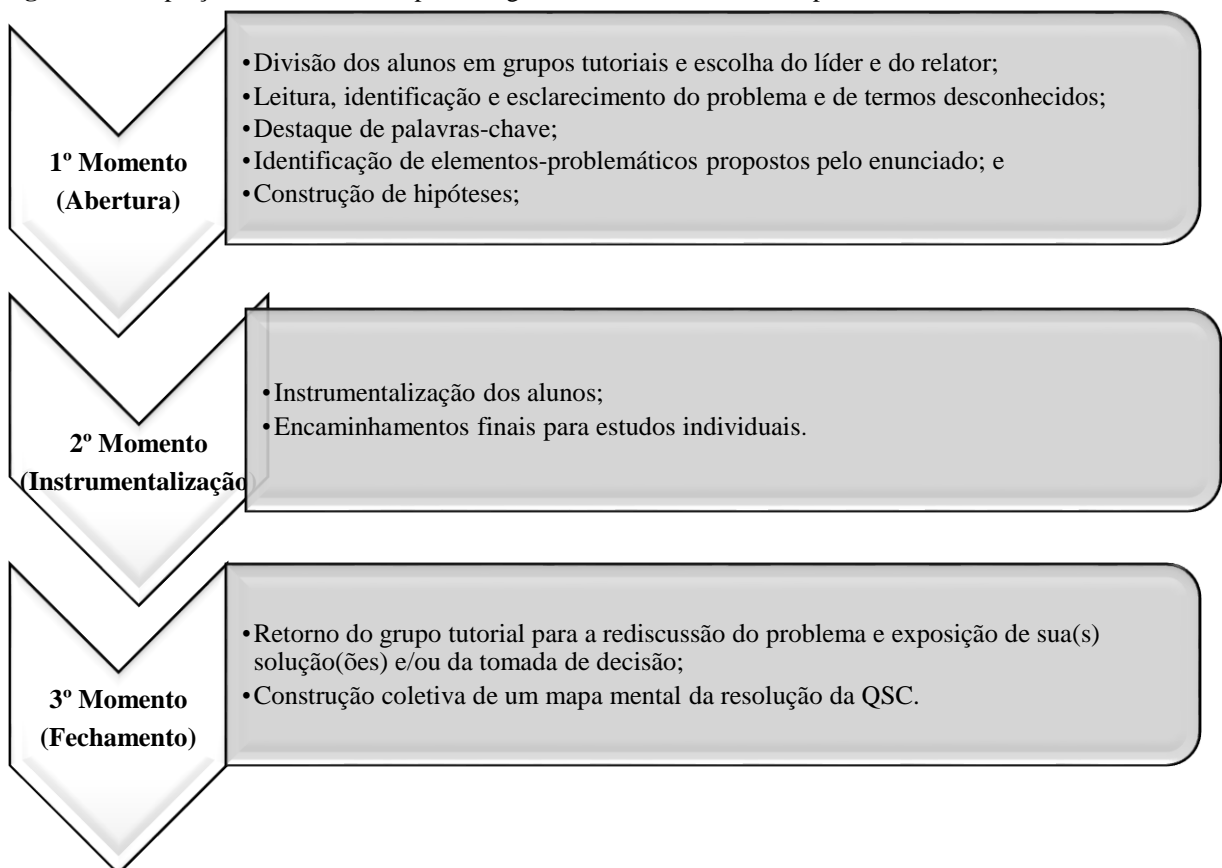 1º Momento
(Abertura)
•Divisão dos alunos em grupos tutoriais e escolha do líder e do relator;
•Leitura, identificação e esclarecimento do problema e de termos desconhecidos;
•Destaque de palavras-chave;
•Identificação de elementos-problemáticos propostos pelo enunciado; e
•Construção de hipóteses;
2º Momento
(Instrumentalização)
•Instrumentalização dos alunos;
•Encaminhamentos finais para estudos individuais.
3º Momento
(Fechamento)
•Retorno do grupo tutorial para a rediscussão do problema e exposição de sua(s)
solução(ões) e/ou da tomada de decisão;
•Construção coletiva de um mapa mental da resolução da QSC.